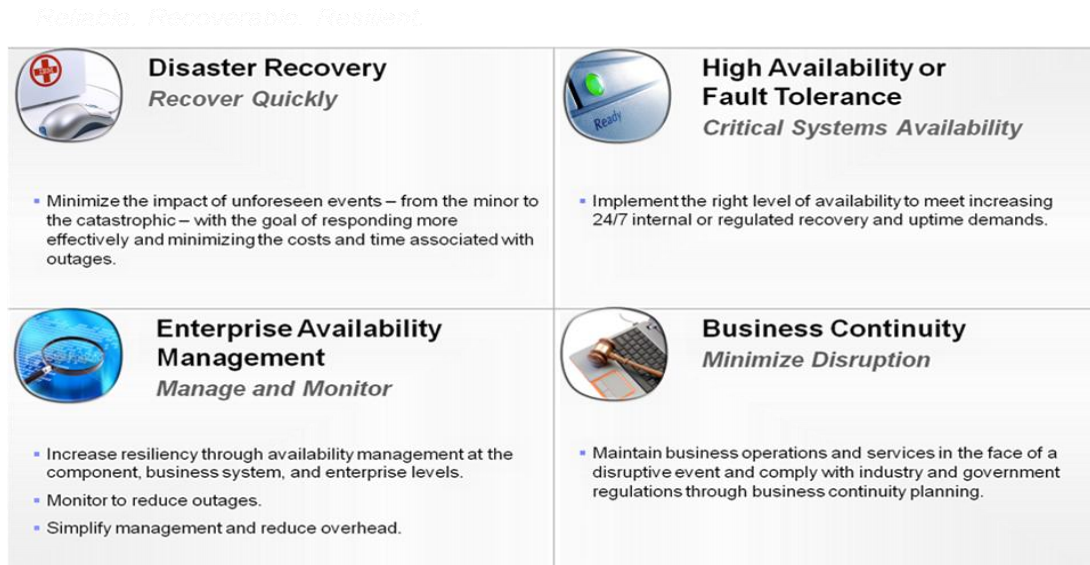 Reliable. Recoverable. Resilient.
Disaster Recovery
Recover Quickly
▪ Minimize the impact of unforeseen events – from the minor to
the catastrophic – with the goal of responding more
effectively and minimizing the costs and time associated with
outages.
High Availability or
Fault Tolerance
Critical Systems Availability
Ready
▪ Implement the right level of availability to meet increasing
24/7 internal or regulated recovery and uptime demands.
Enterprise Availability
Management
Manage and Monitor
▪ Increase resiliency through availability management at the
component, business system, and enterprise levels.
▪ Monitor to reduce outages.
▪ Simplify management and reduce overhead.
Business Continuity
Minimize Disruption
▪ Maintain business operations and services in the face of a
disruptive event and comply with industry and government
regulations through business continuity planning.